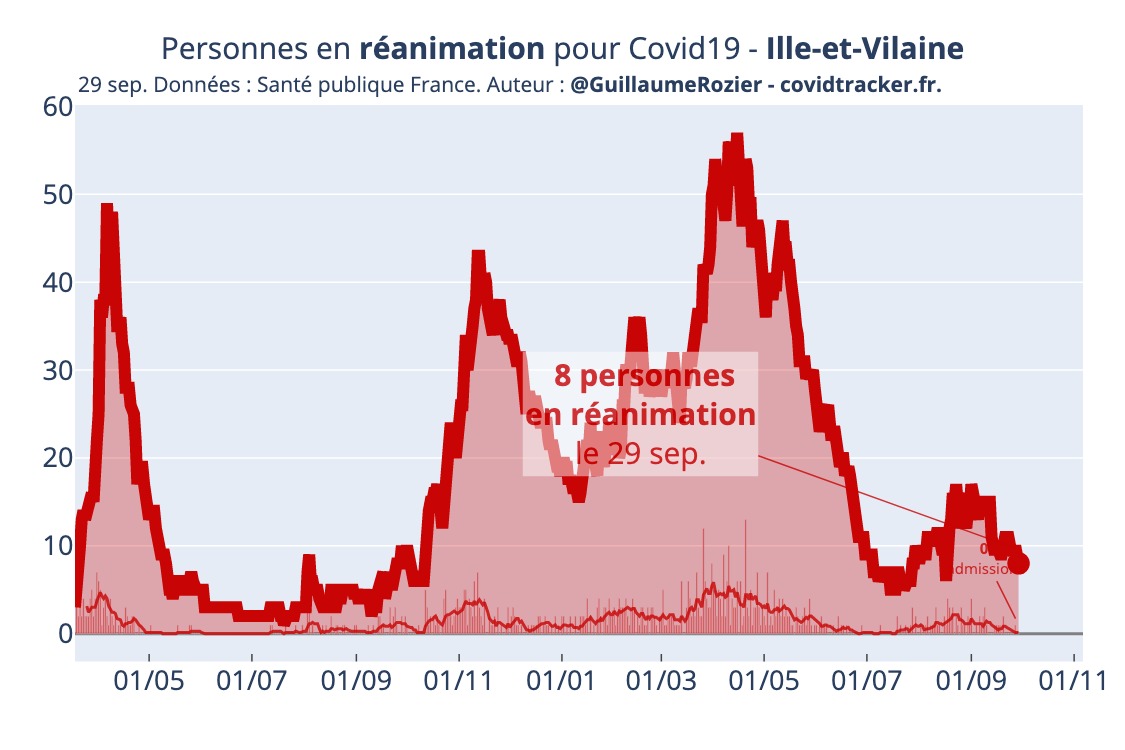 Personnes en réanimation pour Covid19 - Ille-et-Vilaine
29 sep. Données : Santé publique France. Auteur : @GuillaumeRozier - covidtracker.fr.
60
50
40
30
20
10
0
8 personnes
en réanimation
le 29 sep.
0
01/05 01/07 01/09 01/11 01/01 01/03 01/05 01/07 01/09 01/11